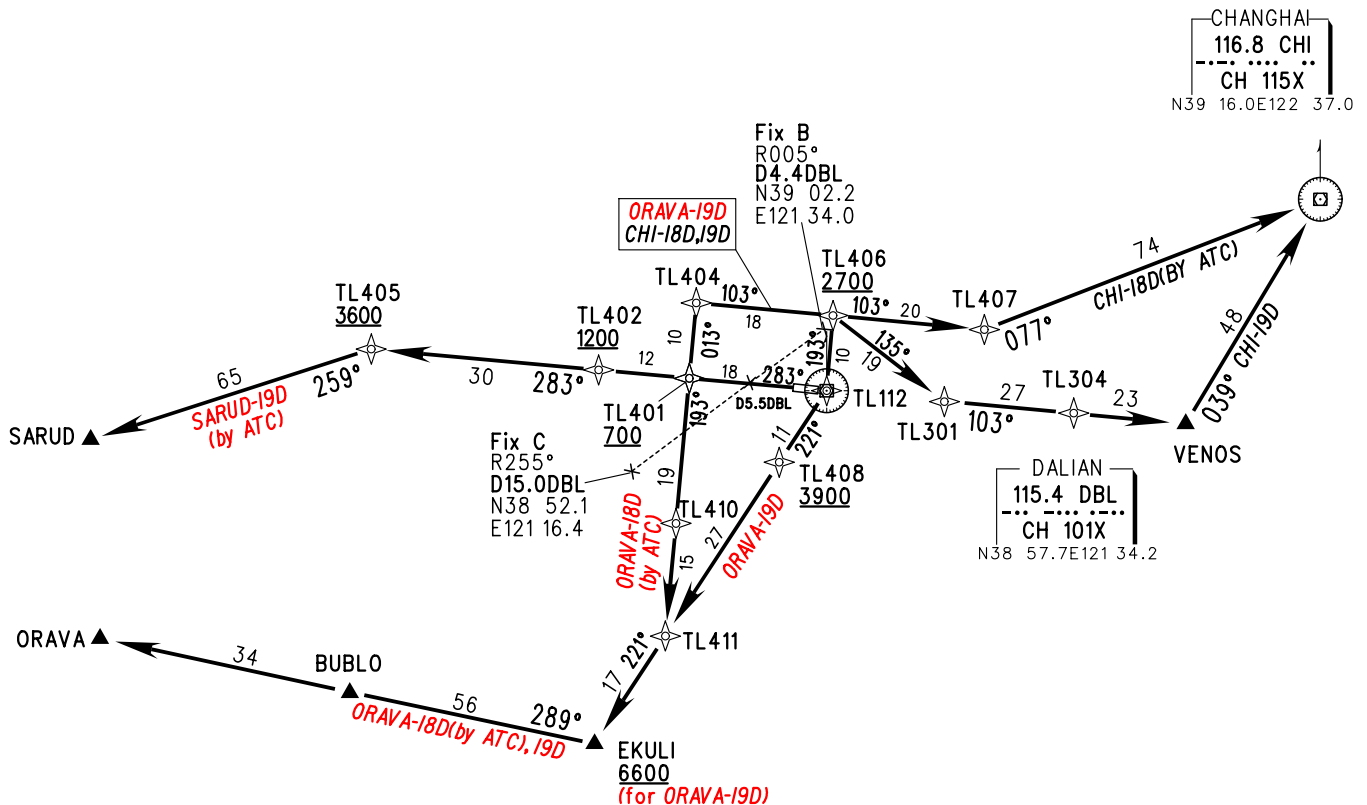 CHANGHAI
116.8 CHI
CH 115X
N39 16.0E122 37.0
Fix B
R005°
D4.4DBL
N39 02.2
E121 34.0
ORAVA-19D
CHI-18D,19D
TL406
2700
TL404
103°
18
103°
20
TL407
74
CHI-18D(BY ATC)
077°
TL405
3600
TL402
1200
10
013°
193°
10
135°
19
48
CHI-19D
039°
65
259°
SARUD-19D
(by ATC)
30
283°
12
18
283°
D5.5DBL
TL112
27
103°
TL304
23
TL301
VENOS
SARUD
TL401
700
193°
Fix C
R255°
D15.0DBL
N38 52.1
E121 16.4
11
221°
TL408
3900
DALIAN
115.4 DBL
CH 101X
N38 57.7E121 34.2
19
TL410
ORAVA-18D
(by ATC)
15
27
ORAVA-19D
ORAVA
34
BUBLO
TL411
221°
17
56
289°
ORAVA-18D(by ATC),19D
EKULI
6600
(for ORAVA-19D)